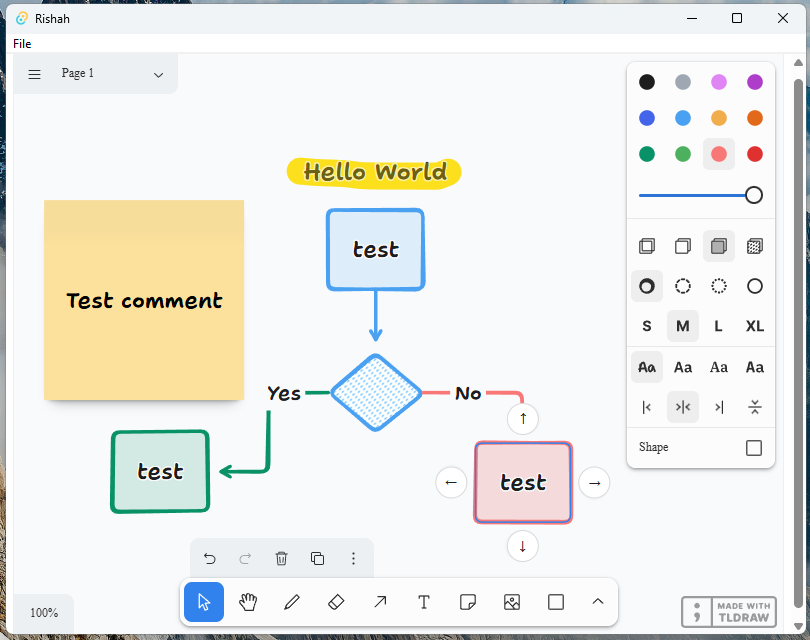 Rishah
File
Page 1
Hello World
test
Test comment
Yes
No
test
test
S
M
L
XL
Aa
Aa
Aa
Aa
Shape
100%
T
MADE WITH
TLDRAW